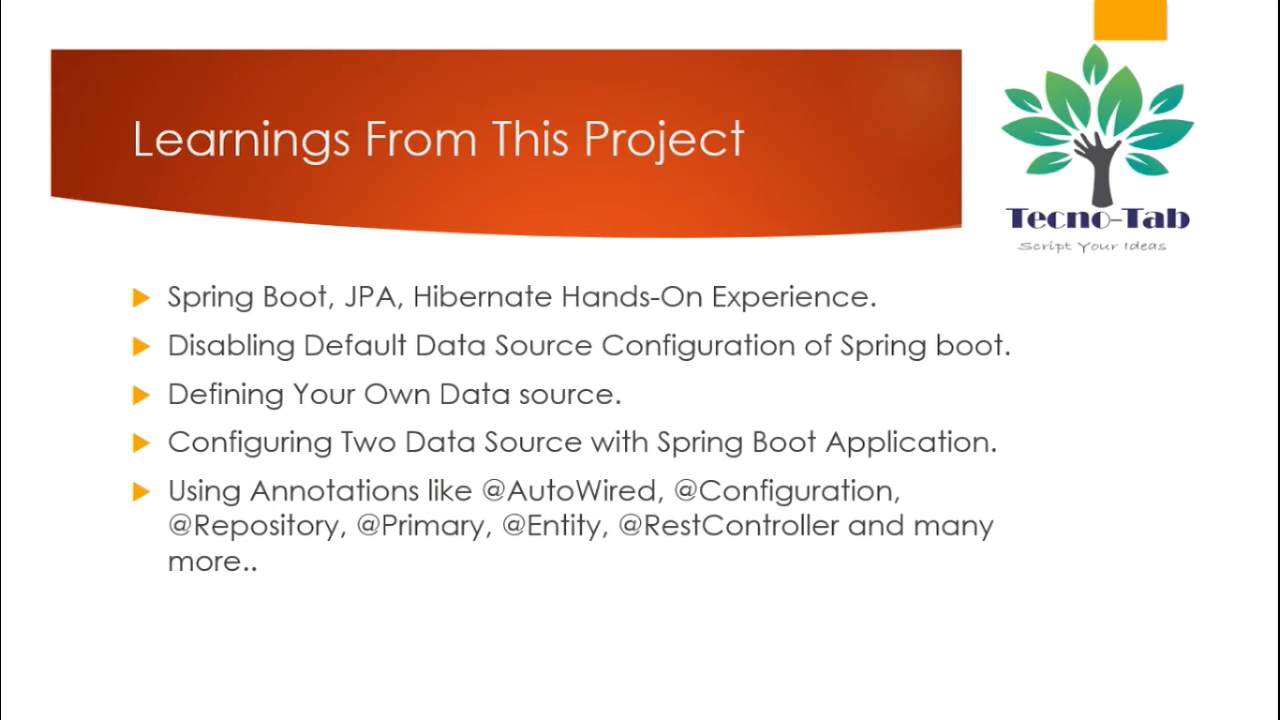 Learnings From This Project
Tecno-Tab
Script Your Ideas
Spring Boot, JPA, Hibernate Hands-On Experience.
Disabling Default Data Source Configuration of Spring boot.
Defining Your Own Data source.
Configuring Two Data Source with Spring Boot Application.
Using Annotations like @AutoWired, @Configuration,
@Repository, @Primary, @Entity, @RestController and many
more..